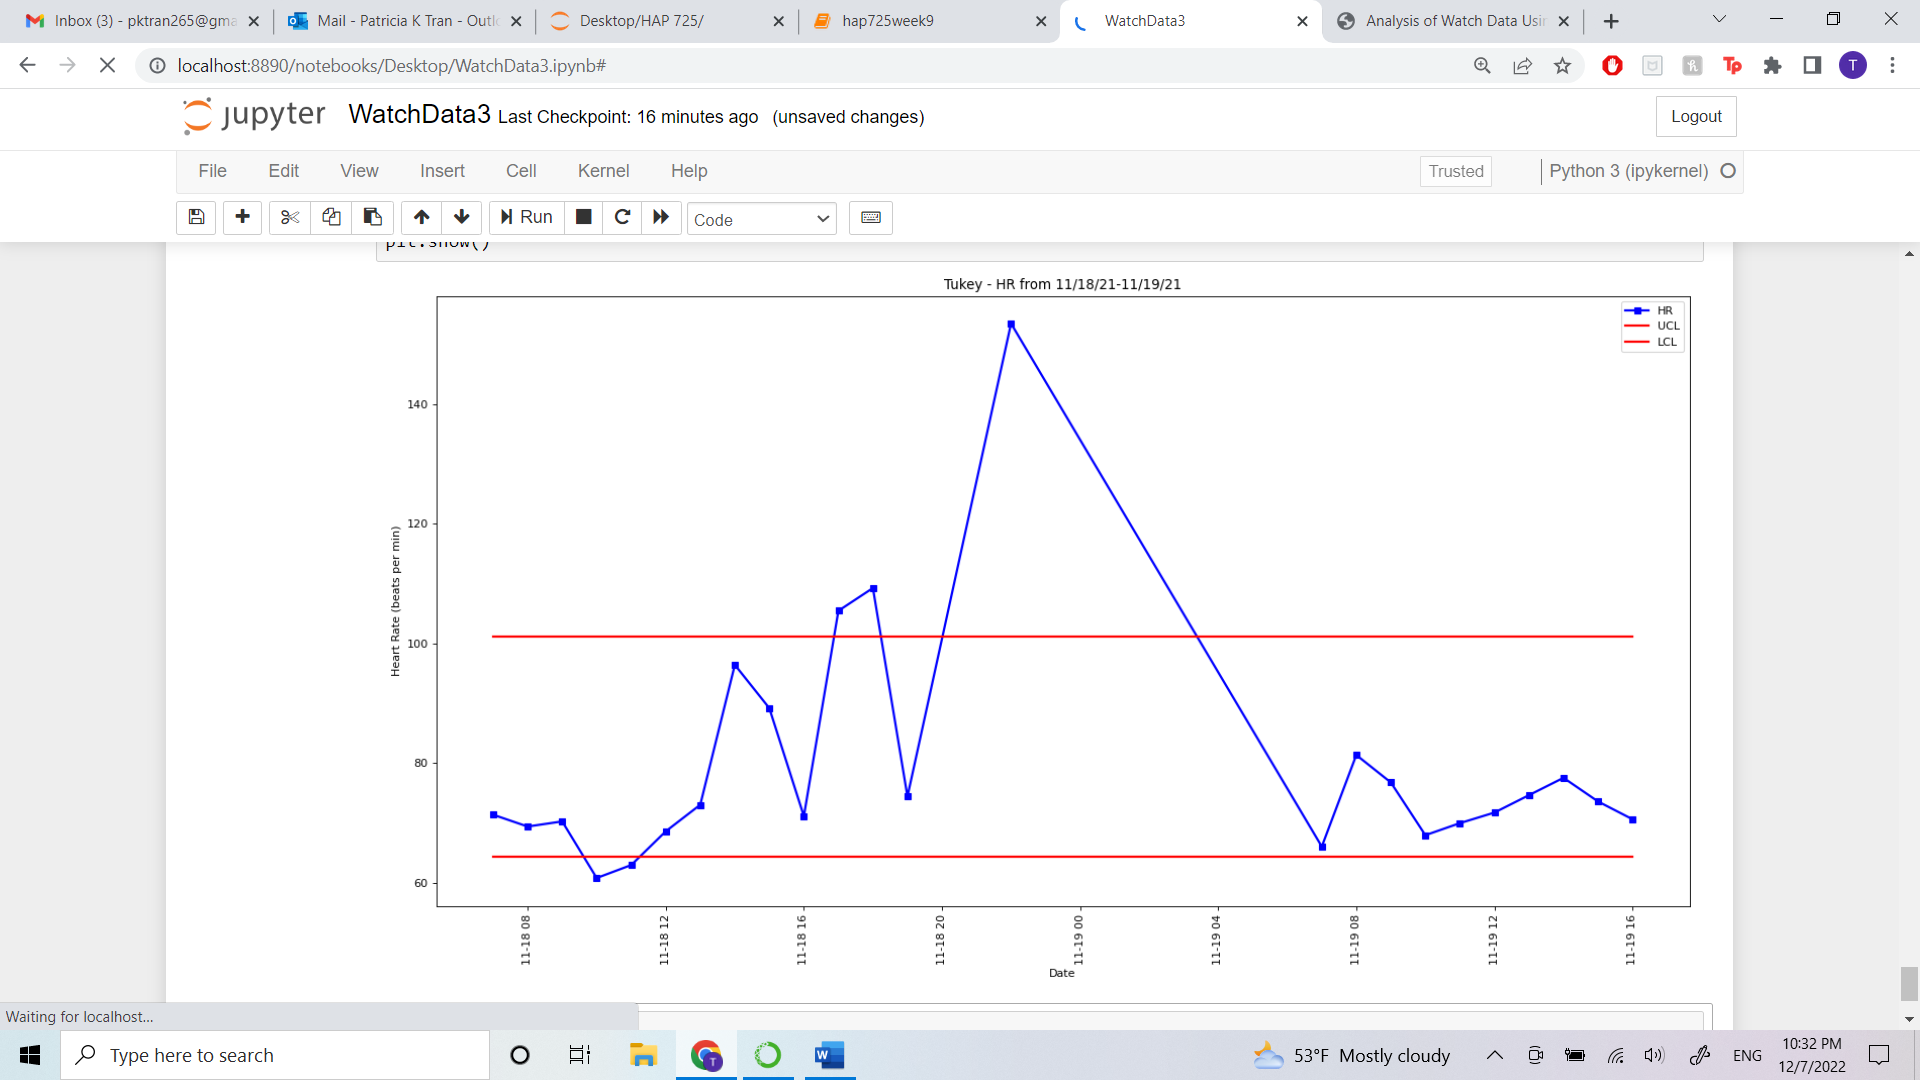 Inbox (3) - pktran265@gma
Mail - Patricia K Tran - Outl
Desktop/HAP 725/
hap725week9
WatchData3
Analysis of Watch Data Usin
localhost:8890/notebooks/Desktop/WatchData3.ipynb#
T
jupyter WatchData3 Last Checkpoint: 16 minutes ago (unsaved changes)
Logout
File Edit View Insert Cell Kernel Help
Trusted
Python 3 (ipykernel)
Run
Code
plt.show()
Tukey - HR from 11/18/21-11/19/21
HR
UCL
LCL
Heart Rate (beats per min)
140
120
100
80
60
11-18 08
11-18 12
11-18 16
11-18 20
11-19 00
11-19 04
11-19 08
11-19 12
11-19 16
Date
Waiting for localhost...
Type here to search
53°F Mostly cloudy
ENG
10:32 PM
12/7/2022